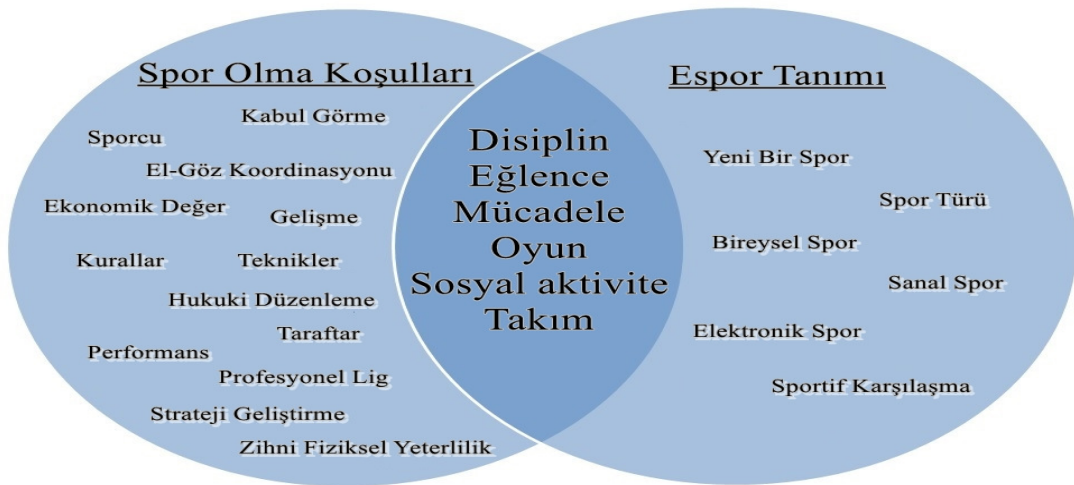 Spor Olma Koşulları
Kabul Görme
Sporcu
El-Göz Koordinasyonu
Ekonomik Değer
Gelişme
Kurallar
Teknikler
Hukuki Düzenleme
Taraftar
Performans
Profesyonel Lig
Strateji Geliştirme
Zihni Fiziksel Yeterlilik
Disiplin
Eğlence
Mücadele
Oyun
Sosyal aktivite
Takım
Espor Tanımı
Yeni Bir Spor
Spor Türü
Bireysel Spor
Sanal Spor
Elektronik Spor
Sportif Karşılaşma